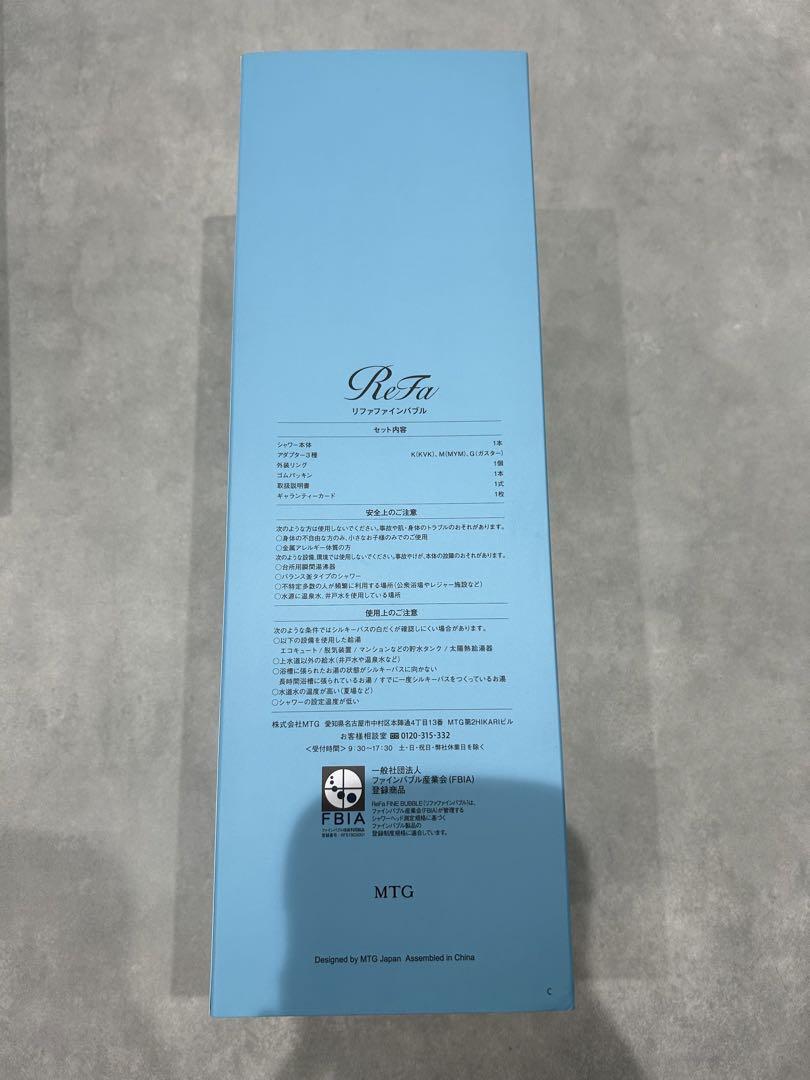 ReFa
リファファインバブル
セット内容
シャワー本体 1本
アダプター3種 K(KVK)、M(MYM)、G(ガスター)
外装リング 1個
ゴムパッキン 1本
取扱説明書 1式
ギャランティーカード 1枚
安全上のご注意
次のような方は使用しないでください。事故や肌・身体のトラブルのおそれがあります。
○身体の不自由な方のみ、小さなお子様のみでのご使用
○金属アレルギー体質の方
次のような設備、環境では使用しないでください。事故やけが、本体の故障のおそれがあります。
○台所用瞬間湯沸器
○バランス釜タイプのシャワー
○不特定多数の人が頻繁に利用する場所(公衆浴場やレジャー施設など)
○水源に温泉水、井戸水を使用している場所
使用上のご注意
次のような条件ではシルキーバスの白だくが確認しにくい場合があります。
○以下の設備を使用した給湯
エコキュート / 脱気装置 / マンションなどの貯水タンク / 太陽熱給湯器
○上水道以外の給水(井戸水や温泉水など)
○浴槽に張られたお湯の状態がシルキーバスに向かない
長時間浴槽に張られているお湯 / すでに一度シルキーバスをつくっているお湯
○水道水の温度が高い(夏場など)
○シャワーの設定温度が低い
株式会社MTG 愛知県名古屋市中村区本陣通4丁目13番 MTG第2HIKARIビル
お客様相談室 0120-315-332
<受付時間> 9:30~17:30 土・日・祝日・弊社休業日を除く
一般社団法人
ファインバブル産業会(FBIA)
登録商品
ReFa FINE BUBBLE(リファファインバブル)は、
ファインバブル産業会(FBIA)が管理する
シャワーヘッド測定規格に基づく
ファインバブル製品の
登録制度規格に適合しています。
FBIA
MTG
Designed by MTG Japan Assembled in China
C